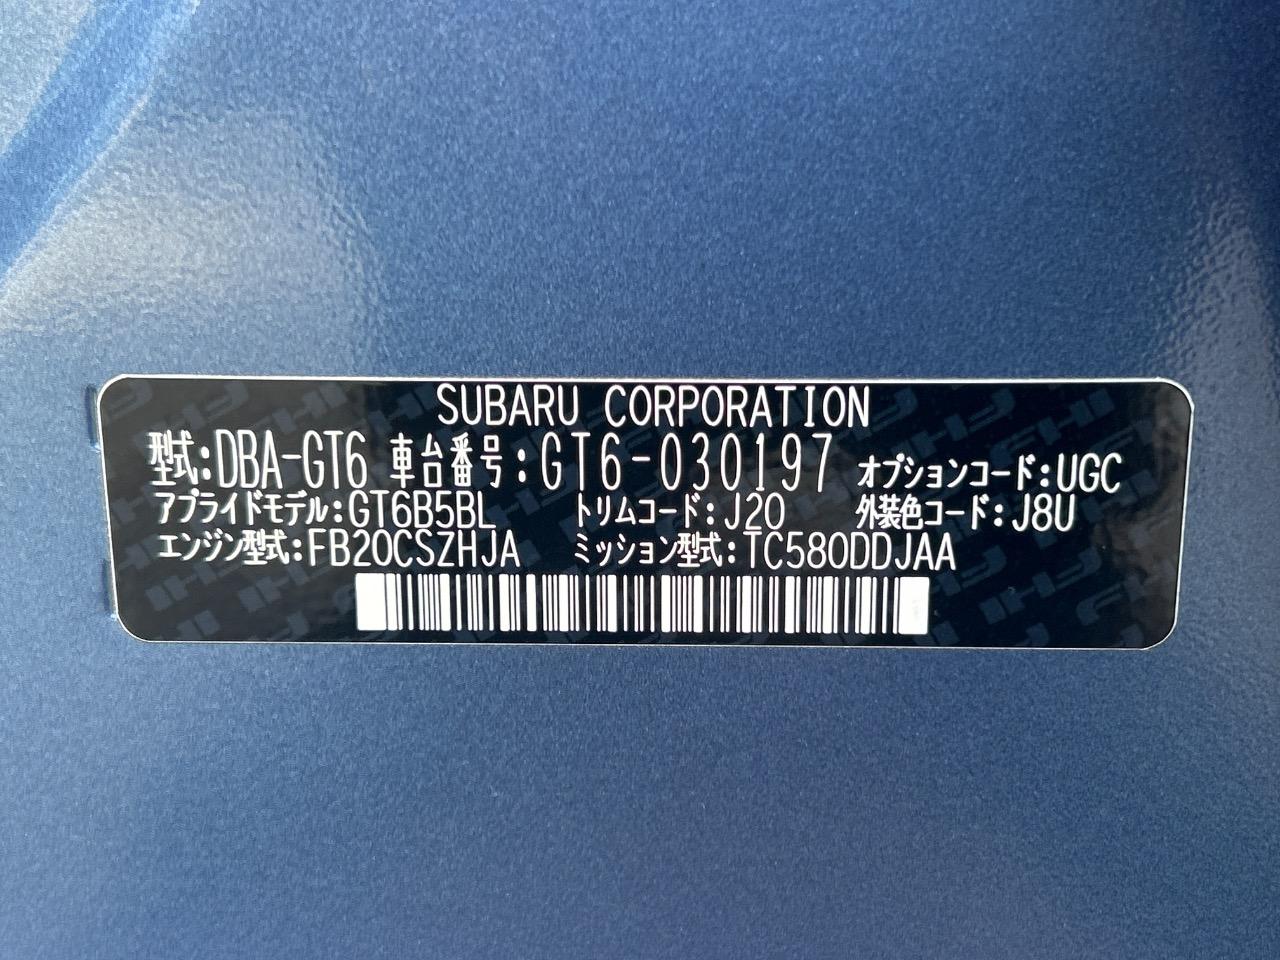 SUBARU CORPORATION
型式:DBA-GT6 車台番号:GT6-030197 オプションコード:UGC
アプライドモデル:GT6B5BL トリムコード:J20 外装色コード:J8U
エンジン型式:FB20CSZHJA ミッション型式:TC580DDJAA